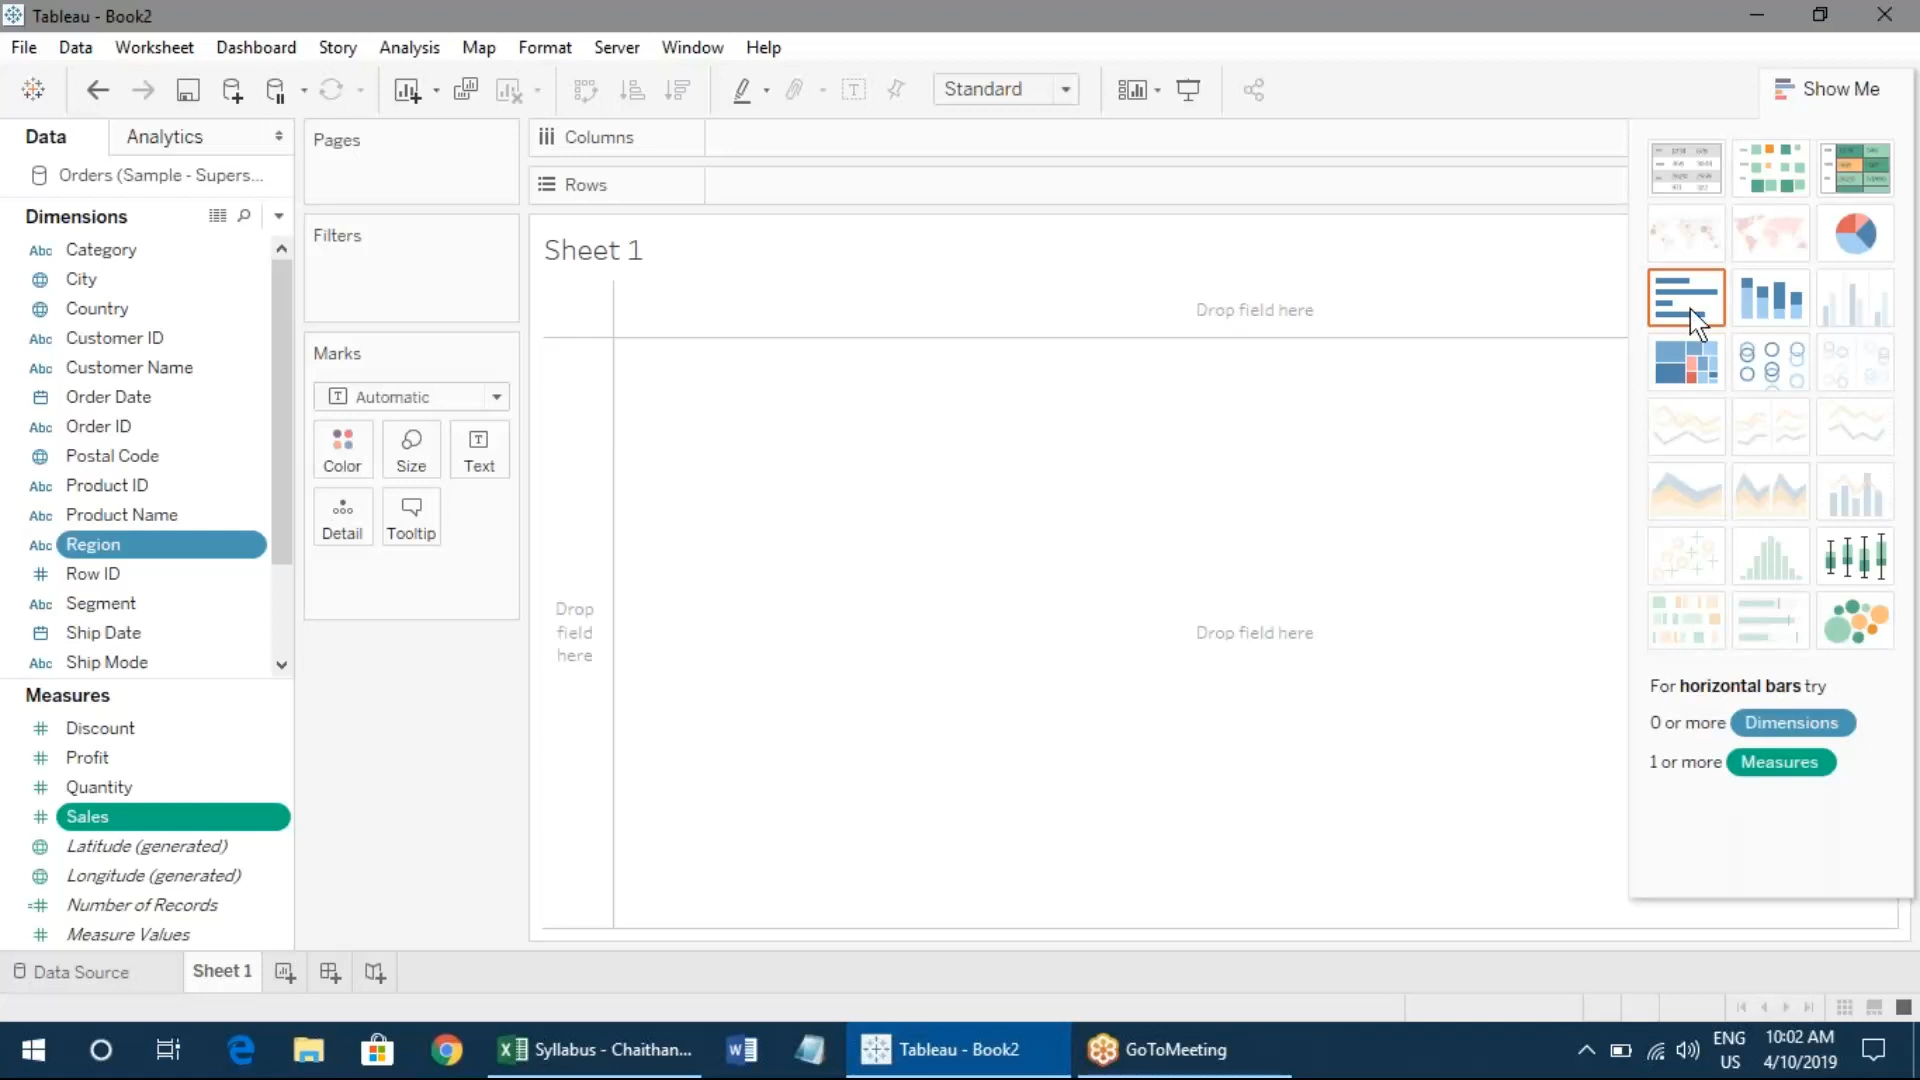 Tableau - Book2
File Data Worksheet Dashboard Story Analysis Map Format Server Window Help
Standard
Show Me
Data
Analytics
Orders (Sample - Supers...
Dimensions
Abc Category
City
Country
Abc Customer ID
Abc Customer Name
Order Date
Abc Order ID
Postal Code
Abc Product ID
Abc Product Name
Abc Region
# Row ID
Abc Segment
Ship Date
Abc Ship Mode
Measures
# Discount
# Profit
# Quantity
# Sales
Latitude (generated)
Longitude (generated)
=# Number of Records
# Measure Values
Pages
Filters
Marks
T Automatic
Color
Size
T
Text
Detail
Tooltip
Columns
Rows
Sheet 1
Drop field here
Drop
field
here
Drop field here
For horizontal bars try
0 or more Dimensions
1 or more Measures
Data Source
Sheet 1
Syllabus - Chaithan...
Tableau - Book2
GoToMeeting
ENG
US
10:02 AM
4/10/2019